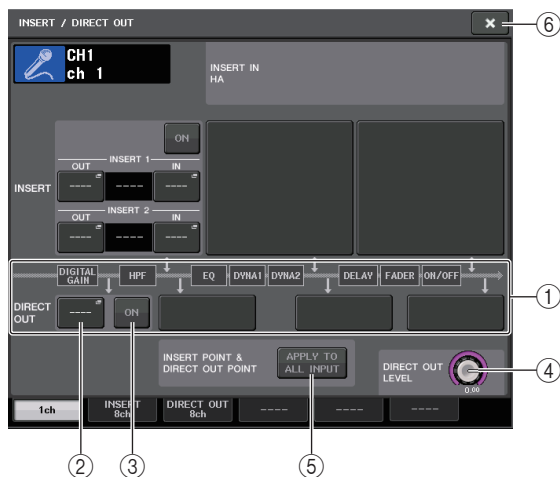 INSERT / DIRECT OUT
⑥
CH1
ch 1
INSERT IN
HA
ON
INSERT 1
OUT
IN
---- ---- ----
INSERT
INSERT 2
OUT
IN
---- ---- ----
DIGITAL GAIN HPF EQ DYNA1 DYNA2 DELAY FADER ON/OFF
①
DIRECT OUT
----
ON
INSERT POINT &
DIRECT OUT POINT
APPLY TO
ALL INPUT
DIRECT OUT
LEVEL
0.00
④
1ch
INSERT
8ch
DIRECT OUT
8ch
---- ---- ----
② ③ ⑤